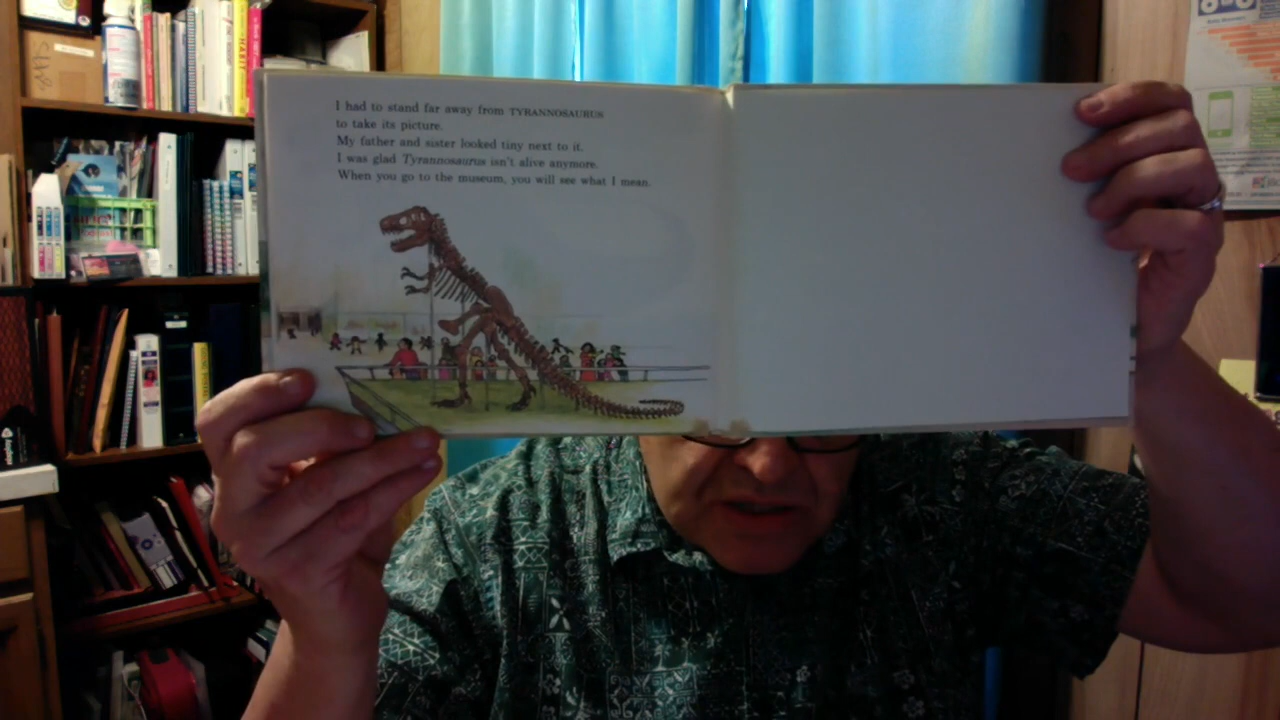 I had to stand far away from TYRANNOSAURUS
to take its picture.
My father and sister looked tiny next to it.
I was glad Tyrannosaurus isn't alive anymore.
When you go to the museum, you will see what I mean.
HABIT